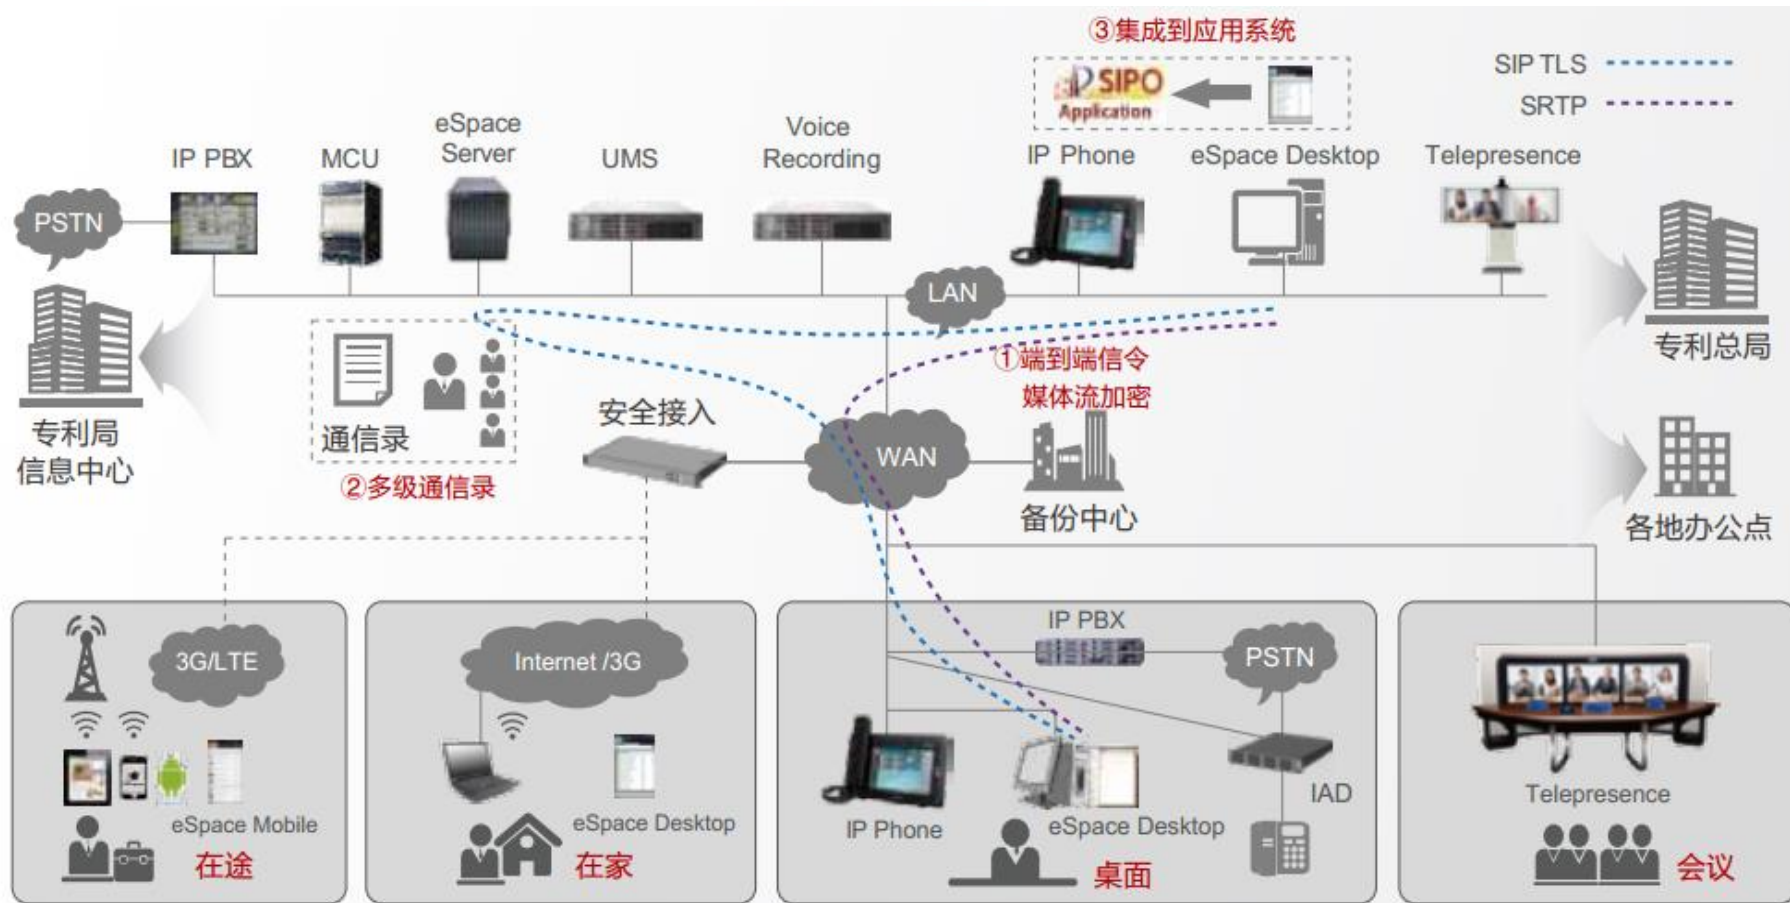 ③集成到应用系统
SIP TLS
SRTP
SIPO
Application
IP PBX
MCU
eSpace
Server
UMS
Voice
Recording
IP Phone
eSpace Desktop
Telepresence
PSTN
LAN
专利局
信息中心
通信录
②多级通信录
安全接入
①端到端信令
媒体流加密
WAN
备份中心
专利总局
各地办公点
3G/LTE
eSpace Mobile
在途
Internet /3G
eSpace Desktop
在家
IP PBX
PSTN
IAD
IP Phone
eSpace Desktop
桌面
Telepresence
会议